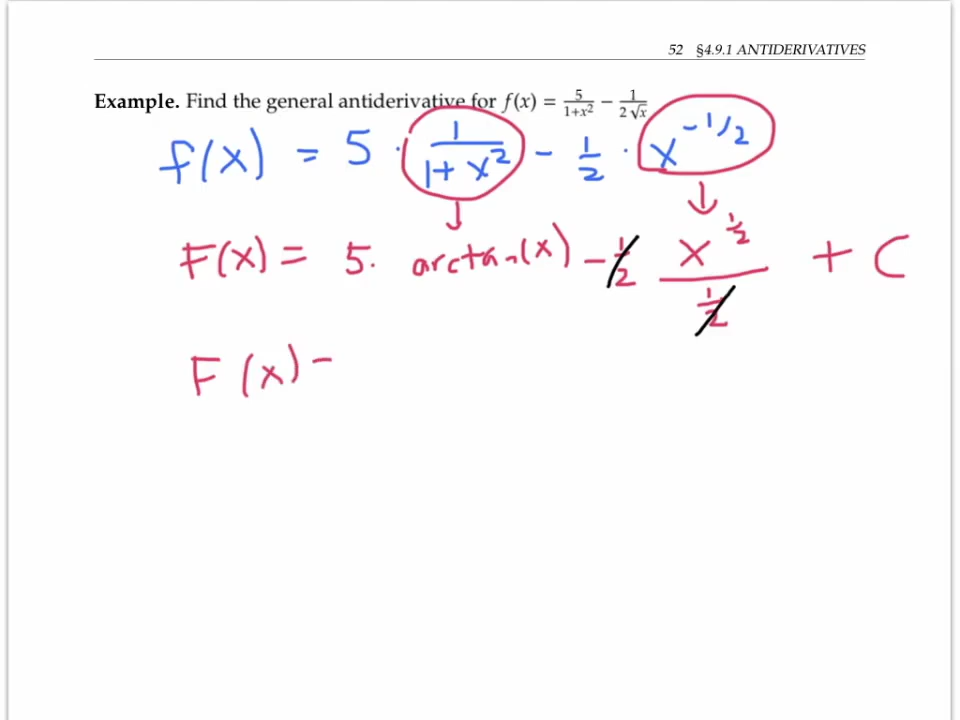 52 §4.9.1 ANTIDERIVATIVES
Example. Find the general antiderivative for f(x) = 5/(1+x²) − 1/(2√x)
f(x) = 5 · 1/(1+x²) − 1/2 · x^(-1/2)
F(x) = 5 · arctan(x) − 1/2 x^(1/2)/(1/2) + C
F(x) −